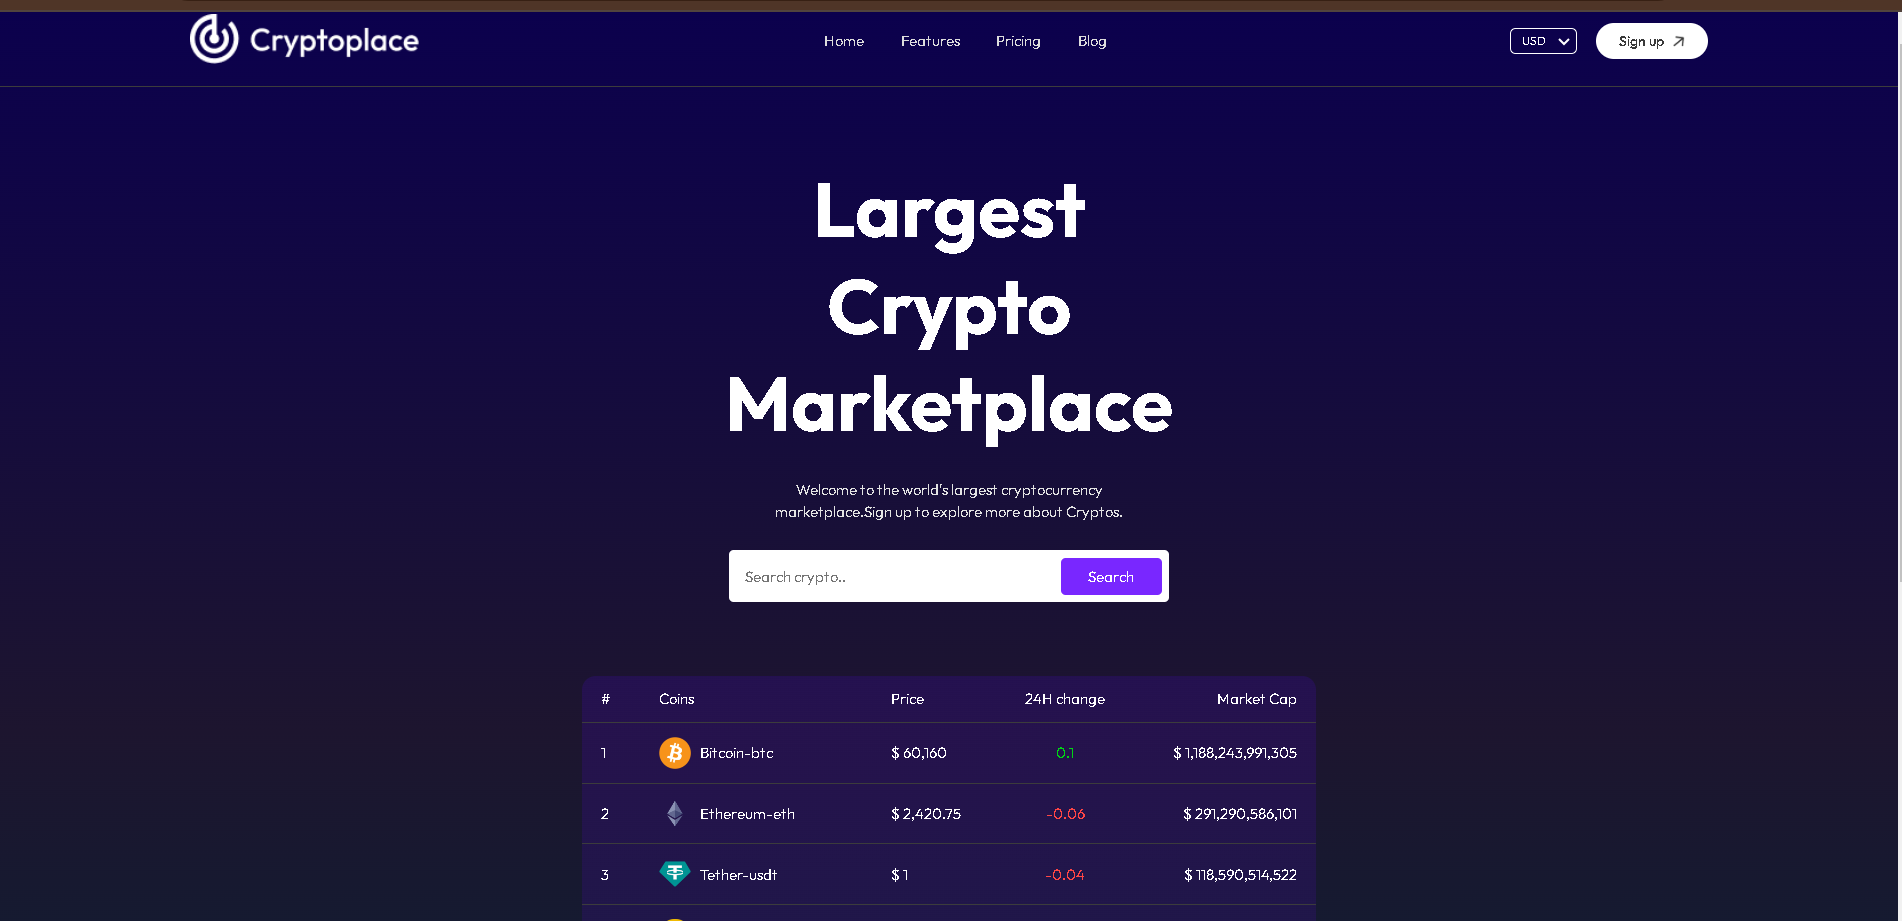 Cryptoplace
Home Features Pricing Blog
USD
Sign up
Largest
Crypto
Marketplace
Welcome to the world's largest cryptocurrency
marketplace.Sign up to explore more about Cryptos.
Search crypto.. Search
# Coins Price 24H change Market Cap
1 Bitcoin-btc $ 60,160 0.1 $ 1,188,243,991,305
2 Ethereum-eth $ 2,420.75 -0.06 $ 291,290,586,101
3 Tether-usdt $ 1 -0.04 $ 118,590,514,522